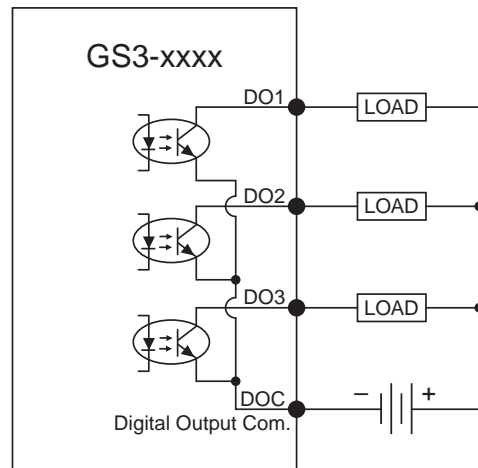 GS3-xxxx
DO1
LOAD
DO2
LOAD
DO3
LOAD
DOC
− +
Digital Output Com.